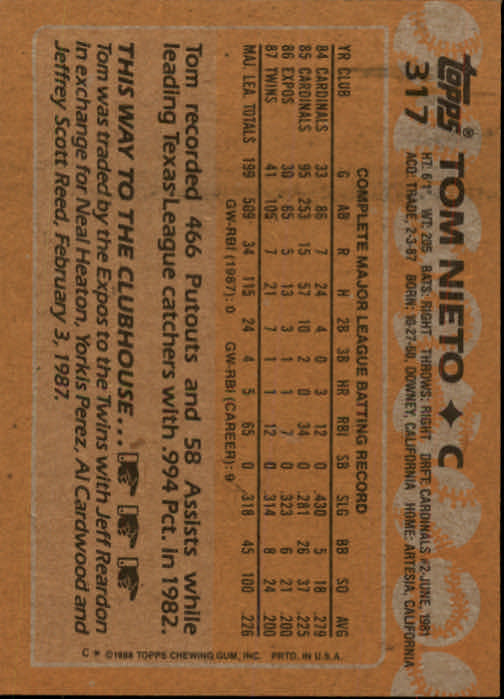 topps® TOM NIETO ✦ C
317 HT: 6'1" WT: 205 BATS: RIGHT THROWS: RIGHT DRFT: CARDINALS #2-JUNE, 1981
ACQ: TRADE, 2-3-87 BORN: 10-27-60, DOWNEY, CALIFORNIA HOME: ARTESIA, CALIFORNIA
COMPLETE MAJOR LEAGUE BATTING RECORD
YR CLUB G AB R H 2B 3B HR RBI SB SLG BB SO AVG
84 CARDINALS 33 86 7 24 4 0 3 12 0 .430 5 18 .279
85 CARDINALS 95 253 15 57 10 2 0 34 0 .281 26 37 .225
86 EXPOS 30 65 5 13 3 1 1 7 0 .323 6 21 .200
87 TWINS 41 105 7 21 7 1 1 12 0 .314 8 24 .200
MAJ. LEA. TOTALS 199 509 34 115 24 4 5 65 0 .318 45 100 .226
GW-RBI (1987): 0 GW-RBI (CAREER): 9
Tom recorded 466 Putouts and 58 Assists while
leading Texas League catchers with .994 Pct. in 1982.
THIS WAY TO THE CLUBHOUSE...
Tom was traded by the Expos to the Twins with Jeff Reardon
in exchange for Neal Heaton, Yorkis Perez, Al Cardwood and
Jeffrey Scott Reed, February 3, 1987.
C * ©1988 TOPPS CHEWING GUM, INC. PRTD. IN U.S.A.